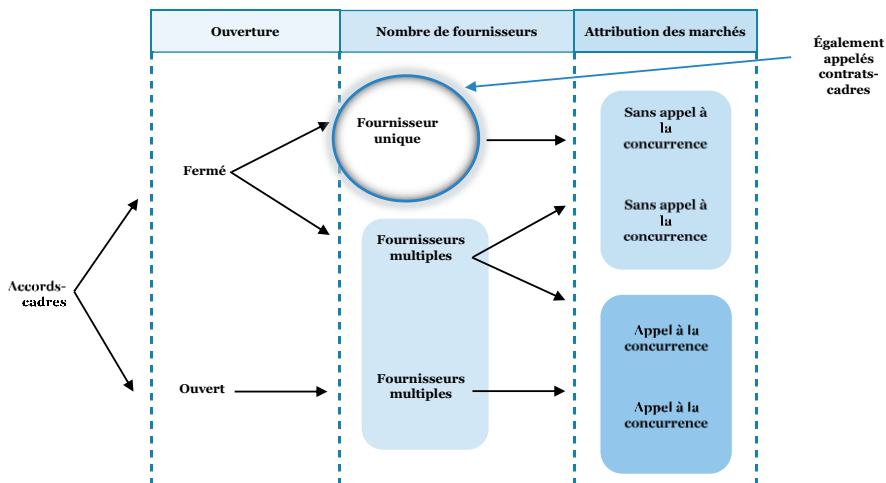 Ouverture
Nombre de fournisseurs
Attribution des marchés
Également
appelés
contrats-
cadres
Fournisseur
unique
Sans appel à
la
concurrence
Fermé
Sans appel à
la
concurrence
Fournisseurs
multiples
Accords-
cadres
Appel à la
concurrence
Ouvert
Fournisseurs
multiples
Appel à la
concurrence